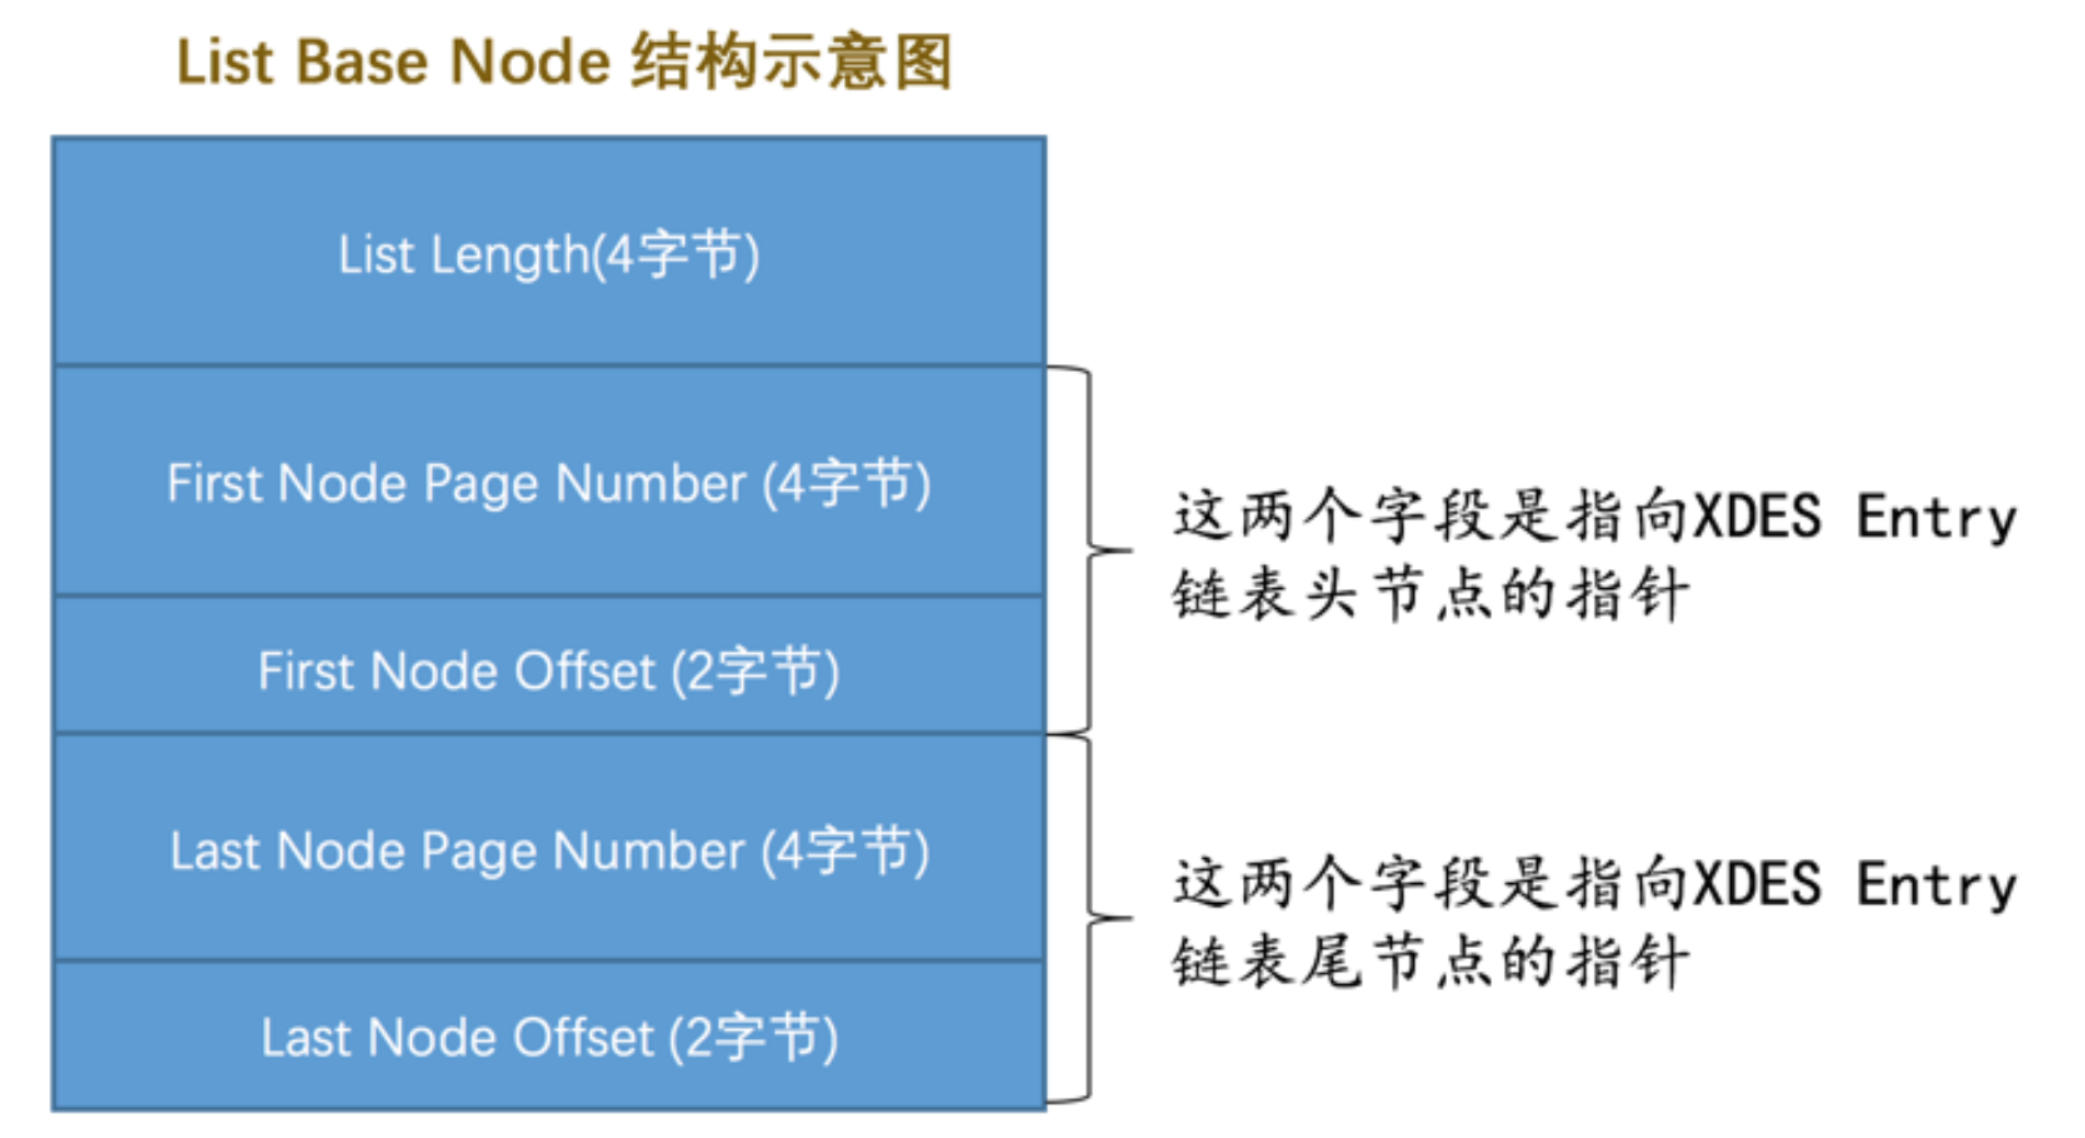 List Base Node 结构示意图
List Length(4字节)
First Node Page Number (4字节)
First Node Offset (2字节)
这两个字段是指向XDES Entry
链表头节点的指针
Last Node Page Number (4字节)
Last Node Offset (2字节)
这两个字段是指向XDES Entry
链表尾节点的指针